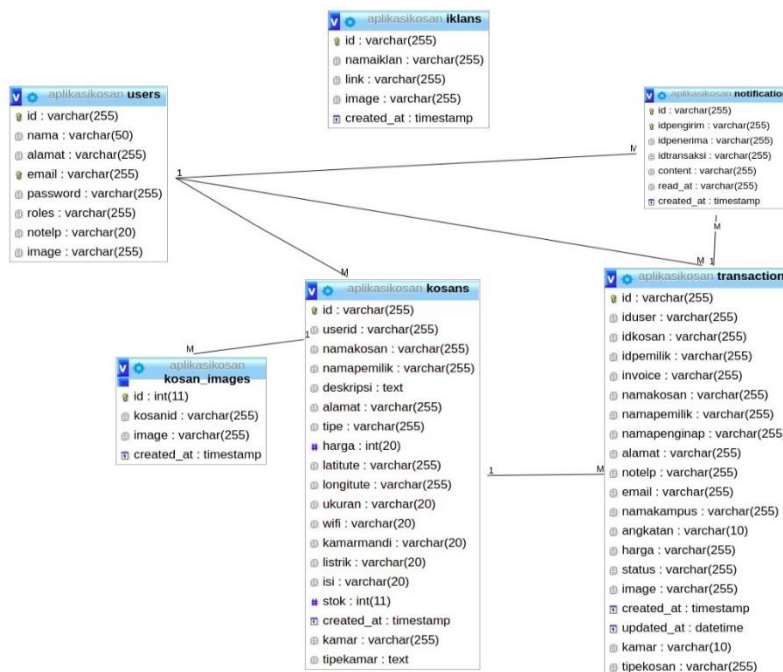 aplikasikosan iklans
id : varchar(255)
namaiklan : varchar(255)
link : varchar(255)
image : varchar(255)
created_at : timestamp
aplikasikosan users
id : varchar(255)
nama : varchar(50)
alamat : varchar(255)
email : varchar(255)
password : varchar(255)
roles : varchar(255)
notelp : varchar(20)
image : varchar(255)
aplikasikosan notification
id : varchar(255)
idpengirim : varchar(255)
idpenerima : varchar(255)
idtransaksi : varchar(255)
content : varchar(255)
read_at : varchar(255)
created_at : timestamp
1
M
M
M
M
1
aplikasikosan kosans
id : varchar(255)
userid : varchar(255)
namakosan : varchar(255)
namapemilik : varchar(255)
deskripsi : text
alamat : varchar(255)
tipe : varchar(255)
harga : int(20)
latitute : varchar(255)
longitute : varchar(255)
ukuran : varchar(20)
wifi : varchar(20)
kamarmandi : varchar(20)
listrik : varchar(20)
isi : varchar(20)
stok : int(11)
created_at : timestamp
kamar : varchar(255)
tipekamar : text
1
M
aplikasikosan
kosan_images
id : int(11)
kosanid : varchar(255)
image : varchar(255)
created_at : timestamp
1
M
aplikasikosan transaction
id : varchar(255)
iduser : varchar(255)
idkosan : varchar(255)
idpemilik : varchar(255)
invoice : varchar(255)
namakosan : varchar(255)
namapemilik : varchar(255)
namapenginap : varchar(255
alamat : varchar(255)
notelp : varchar(255)
email : varchar(255)
namakampus : varchar(255)
angkatan : varchar(10)
harga : varchar(255)
status : varchar(255)
image : varchar(255)
created_at : timestamp
updated_at : datetime
kamar : varchar(10)
tipekosan : varchar(255)